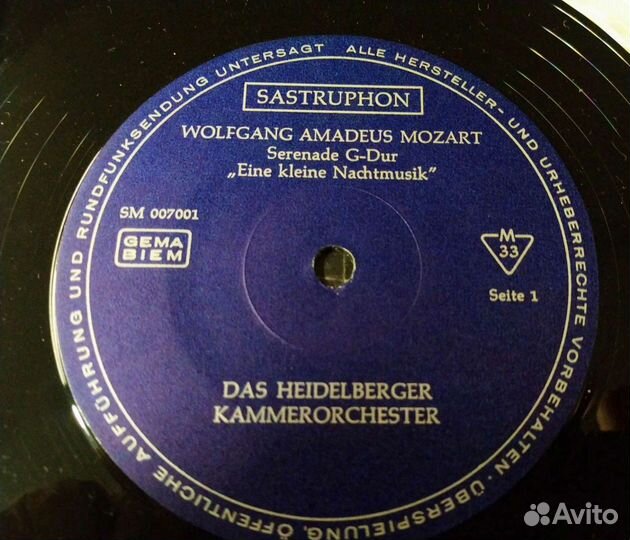 ALLE HERSTELLER- UND URHEBERRECHTE VORBEHALTEN · ÜBERSPIELUNG, ÖFFENTLICHE AUFFÜHRUNG UND RUNDFUNKSENDUNG UNTERSAGT
SASTRUPHON
WOLFGANG AMADEUS MOZART
Serenade G-Dur
„Eine kleine Nachtmusik"
SM 007001
GEMA
BIEM
M
33
Seite 1
DAS HEIDELBERGER
KAMMERORCHESTER
Avito